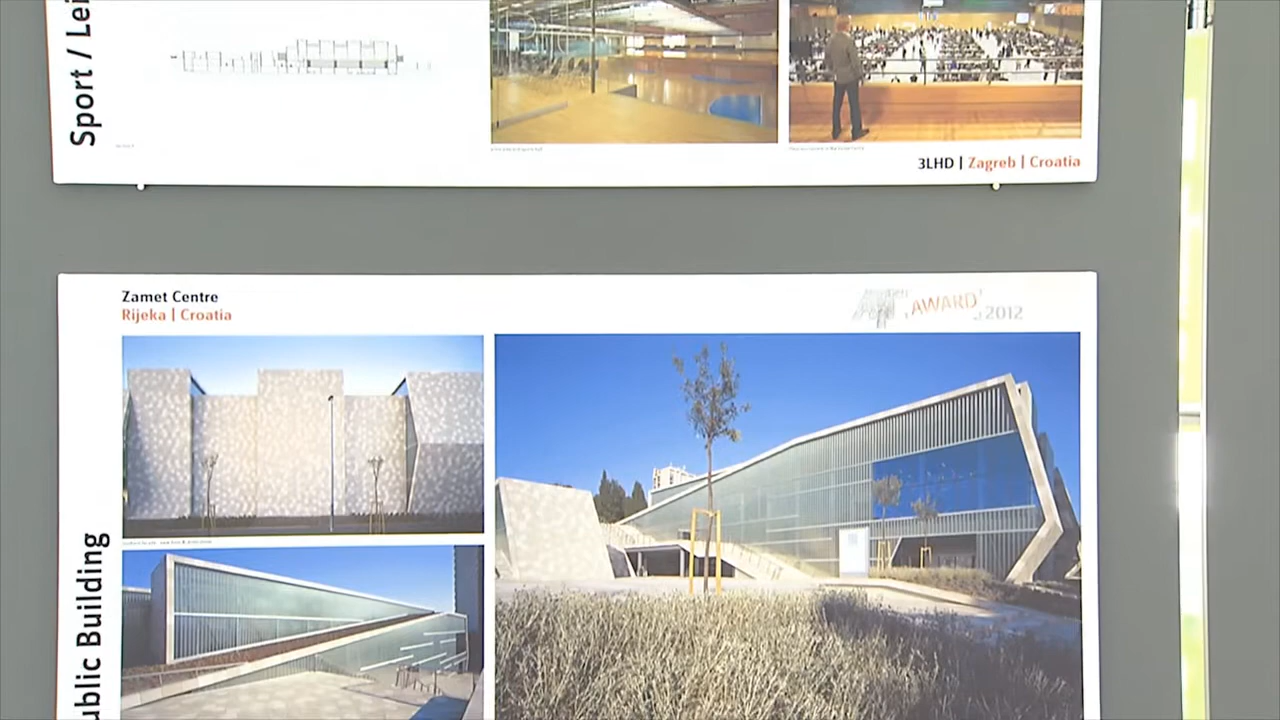 Sport / Lei
3LHD | Zagreb | Croatia
Zamet Centre
Rijeka | Croatia
AWARD
2012
ublic Building